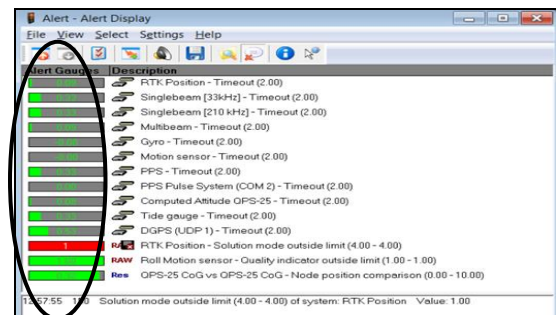 Alert - Alert Display
File View Select Settings Help
Alert Gauges Description
RTK Position - Timeout (2.00)
Singlebeam [33kHz] - Timeout (2.00)
Singlebeam [210 kHz] - Timeout (2.00)
Multibeam - Timeout (2.00)
Gyro - Timeout (2.00)
Motion sensor - Timeout (2.00)
PPS - Timeout (2.00)
PPS Pulse System (COM 2) - Timeout (2.00)
Computed Attitude QPS-25 - Timeout (2.00)
Tide gauge - Timeout (2.00)
DGPS (UDP 1) - Timeout (2.00)
1 RTK Position - Solution mode outside limit (4.00 - 4.00)
RAW Roll Motion sensor - Quality indicator outside limit (1.00 - 1.00)
Res QPS-25 CoG vs QPS-25 CoG - Node position comparison (0.00 - 10.00)
Solution mode outside limit (4.00 - 4.00) of system: RTK Position Value: 1.00